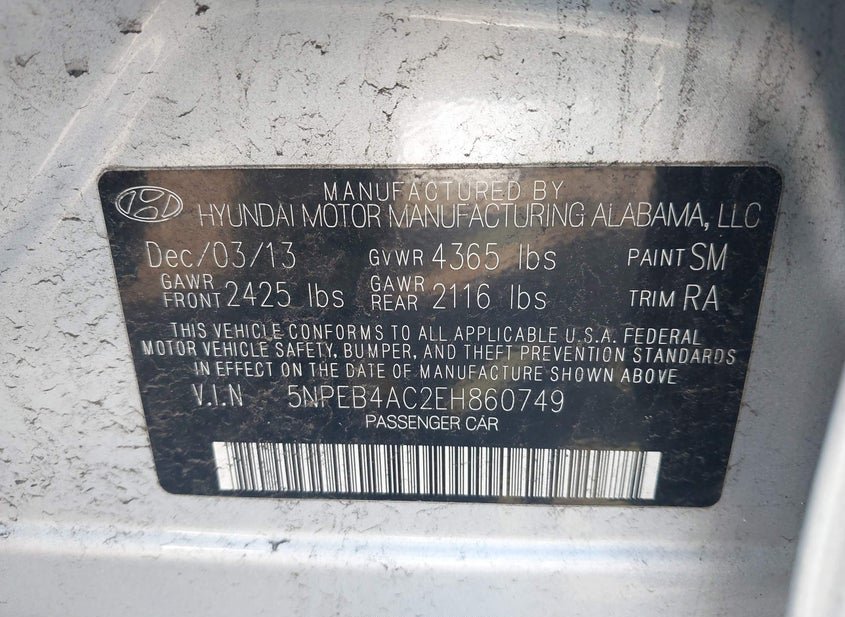 MANUFACTURED BY
HYUNDAI MOTOR MANUFACTURING ALABAMA, LLC
Dec/03/13 GVWR 4365 lbs PAINT SM
GAWR FRONT 2425 lbs GAWR REAR 2116 lbs TRIM RA
THIS VEHICLE CONFORMS TO ALL APPLICABLE U.S.A. FEDERAL
MOTOR VEHICLE SAFETY, BUMPER, AND THEFT PREVENTION STANDARDS
IN EFFECT ON THE DATE OF MANUFACTURE SHOWN ABOVE.
V.I.N 5NPEB4AC2EH860749
PASSENGER CAR